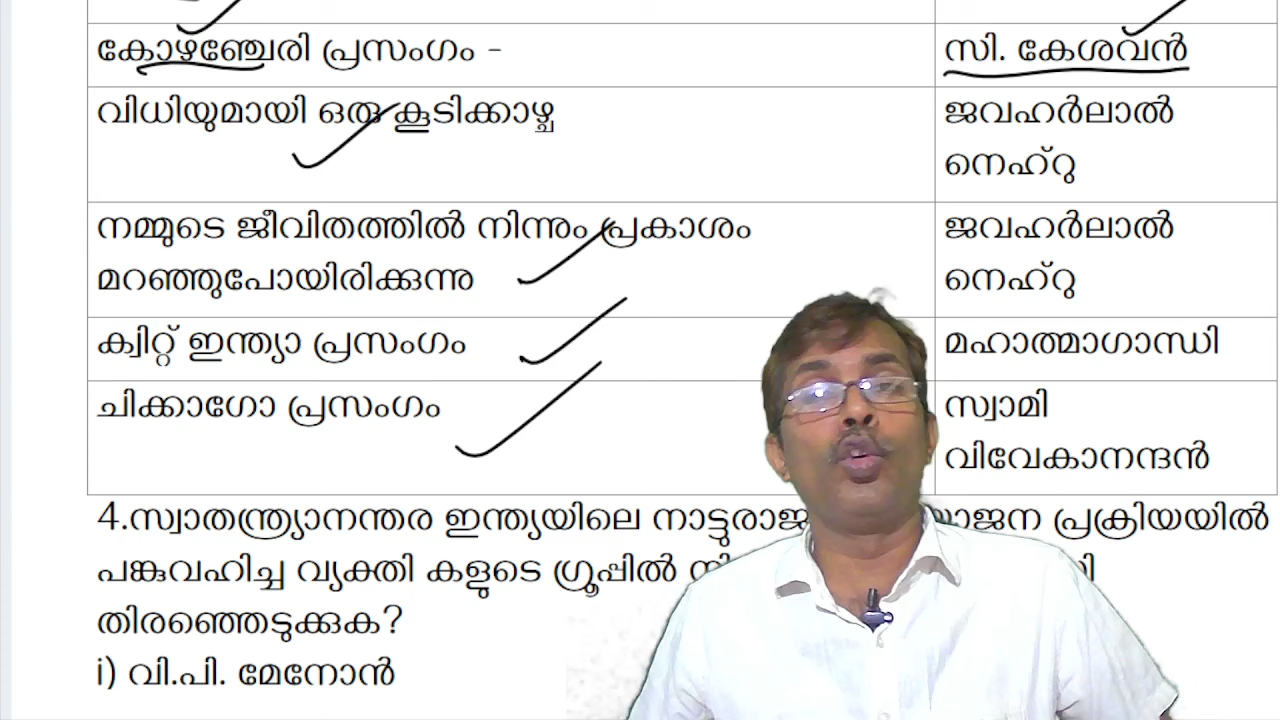 കോഴഞ്ചേരി പ്രസംഗം - സി. കേശവൻ
വിധിയുമായി ഒരു കൂടിക്കാഴ്ച ജവഹർലാൽ
നെഹ്റു
നമ്മുടെ ജീവിതത്തിൽ നിന്നും പ്രകാശം ജവഹർലാൽ
മറഞ്ഞുപോയിരിക്കുന്നു നെഹ്റു
ക്വിറ്റ് ഇന്ത്യാ പ്രസംഗം മഹാത്മാഗാന്ധി
ചിക്കാഗോ പ്രസംഗം സ്വാമി
വിവേകാനന്ദൻ
4.സ്വാതന്ത്ര്യാനന്തര ഇന്ത്യയിലെ പ്രക്രിയയിൽ
പങ്കുവഹിച്ച വ്യക്തി കളുടെ ഗ്രൂപ്പിൽ
തിരഞ്ഞെടുക്കുക?
i) വി.പി. മേനോൻ